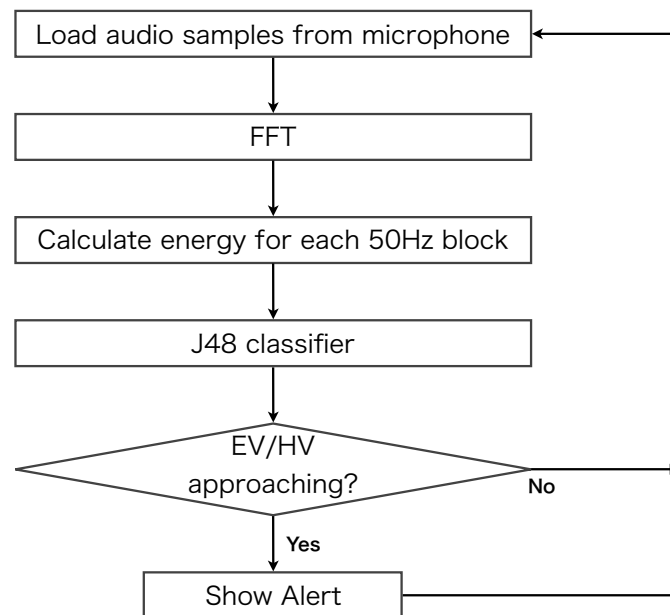 Load audio samples from microphone
FFT
Calculate energy for each 50Hz block
J48 classifier
EV/HV
approaching?
No
Yes
Show Alert